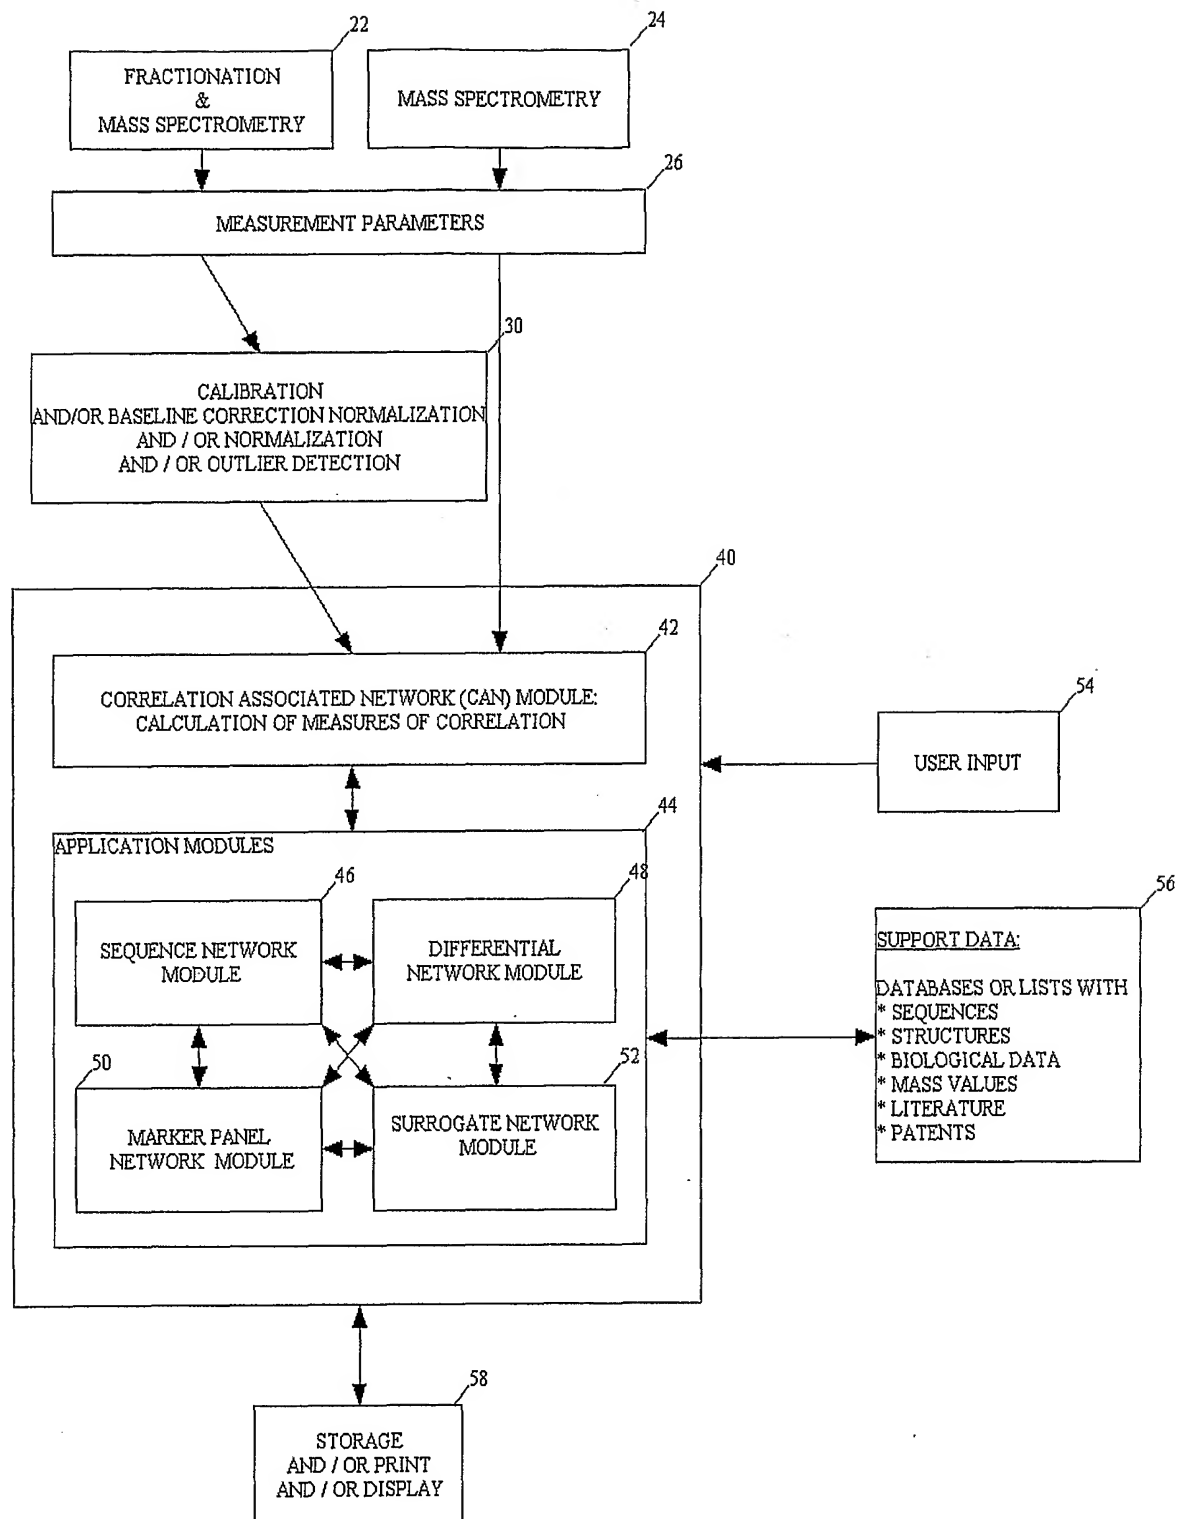 22
24
FRACTIONATION
&
MASS SPECTROMETRY
MASS SPECTROMETRY
26
MEASUREMENT PARAMETERS
30
CALIBRATION
AND/OR BASELINE CORRECTION NORMALIZATION
AND / OR NORMALIZATION
AND / OR OUTLIER DETECTION
40
42
CORRELATION ASSOCIATED NETWORK (CAN) MODULE:
CALCULATION OF MEASURES OF CORRELATION
54
USER INPUT
44
APPLICATION MODULES
46
48
SEQUENCE NETWORK
MODULE
DIFFERENTIAL
NETWORK MODULE
56
SUPPORT DATA:
DATABASES OR LISTS WITH
* SEQUENCES
* STRUCTURES
* BIOLOGICAL DATA
* MASS VALUES
* LITERATURE
* PATENTS
50
52
MARKER PANEL
NETWORK MODULE
SURROGATE NETWORK
MODULE
58
STORAGE
AND / OR PRINT
AND / OR DISPLAY